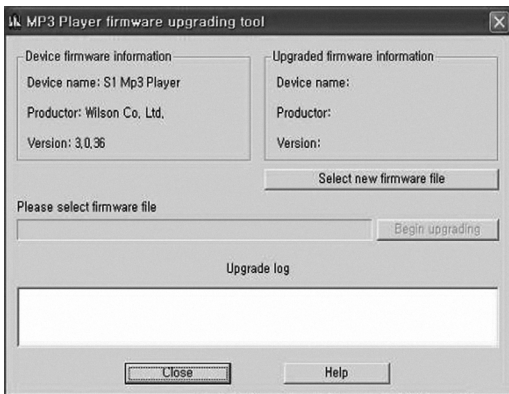 MP3 Player firmware upgrading tool
Device firmware information
Device name: S1 Mp3 Player
Productor: Wilson Co, Ltd,
Version: 3,0,36
Upgraded firmware information
Device name:
Productor:
Version:
Select new firmware file
Please select firmware file
Begin upgrading
Upgrade log
Close
Help